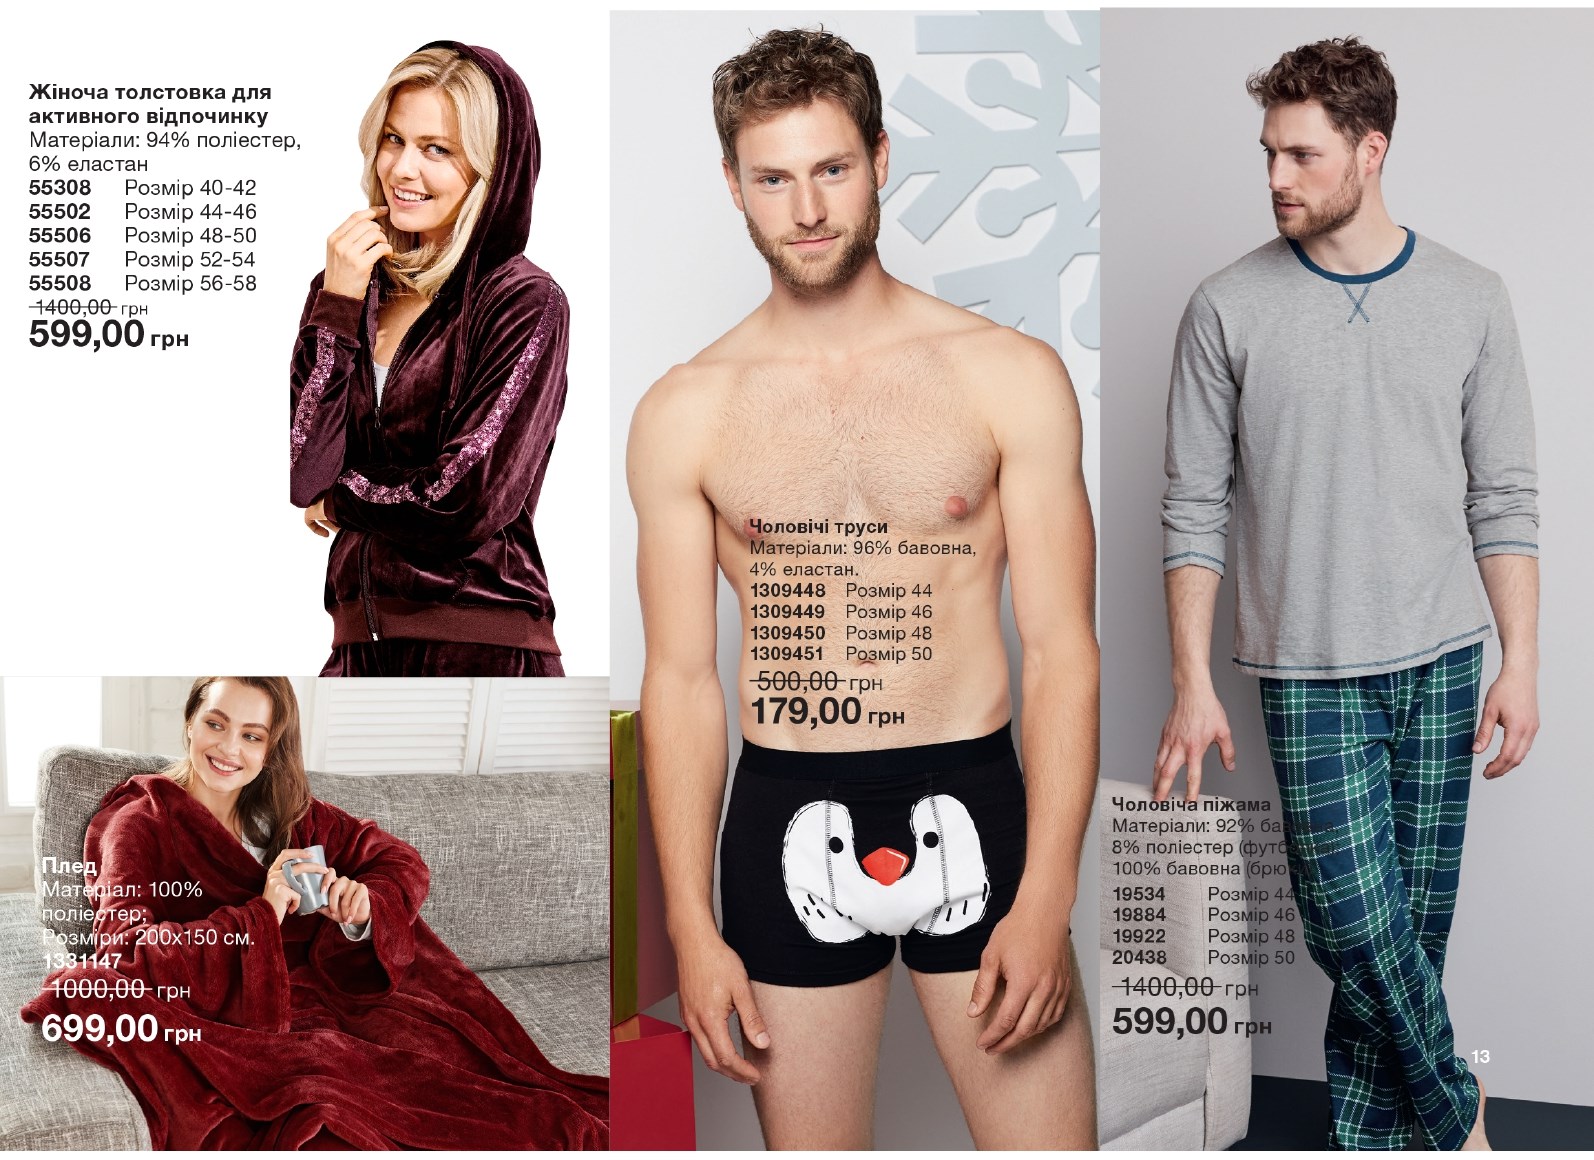 Жіноча толстовка для
активного відпочинку
Матеріали: 94% поліестер,
6% еластан
55308 Розмір 40-42
55502 Розмір 44-46
55506 Розмір 48-50
55507 Розмір 52-54
55508 Розмір 56-58
1400,00 грн
599,00 грн
Плед
Матеріал: 100%
поліестер;
Розміри: 200x150 см.
1331147
1000,00 грн
699,00 грн
Чоловічі труси
Матеріали: 96% бавовна,
4% еластан.
1309448 Розмір 44
1309449 Розмір 46
1309450 Розмір 48
1309451 Розмір 50
500,00 грн
179,00 грн
Чоловіча піжама
Матеріали: 92% бавовна,
8% поліестер (футболка)
100% бавовна (брюки)
19534 Розмір 44
19884 Розмір 46
19922 Розмір 48
20438 Розмір 50
1400,00 грн
599,00 грн
13